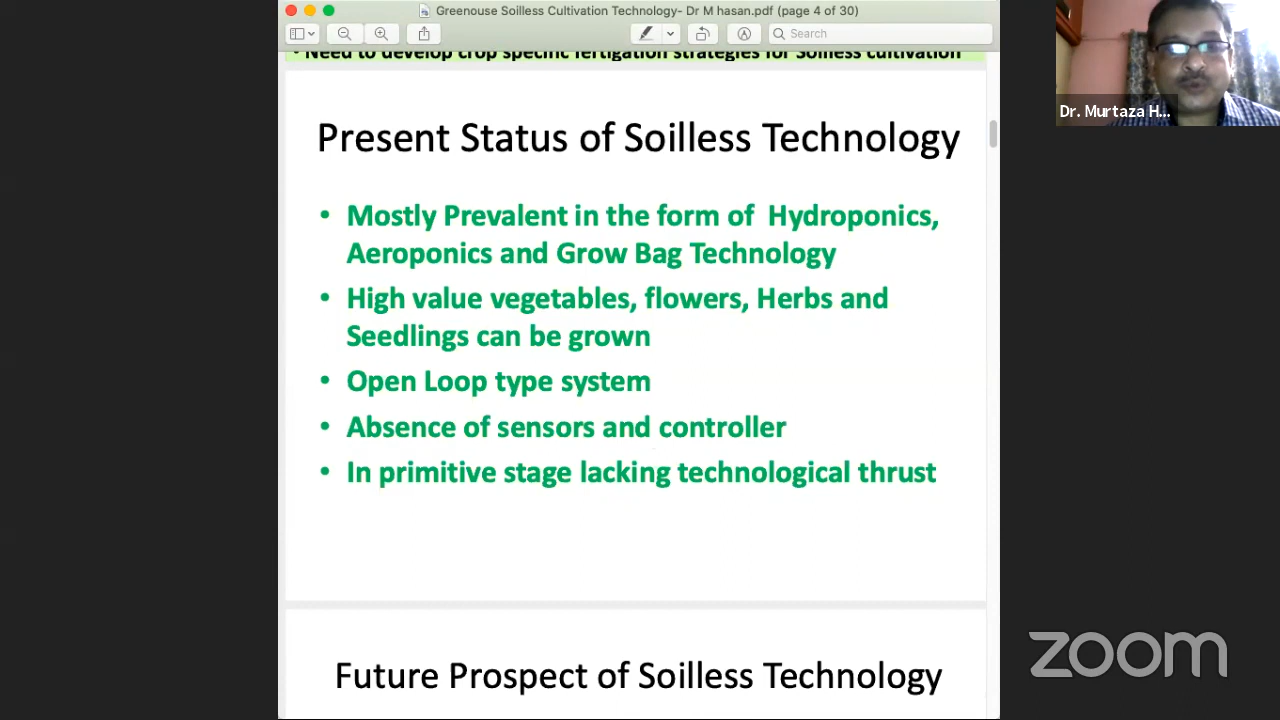 Greenouse Soilless Cultivation Technology- Dr M hasan.pdf (page 4 of 30)
Search
Dr. Murtaza H...
• Need to develop crop specific fertigation strategies for Soilless cultivation
Present Status of Soilless Technology
• Mostly Prevalent in the form of Hydroponics,
Aeroponics and Grow Bag Technology
• High value vegetables, flowers, Herbs and
Seedlings can be grown
• Open Loop type system
• Absence of sensors and controller
• In primitive stage lacking technological thrust
Future Prospect of Soilless Technology
zoom